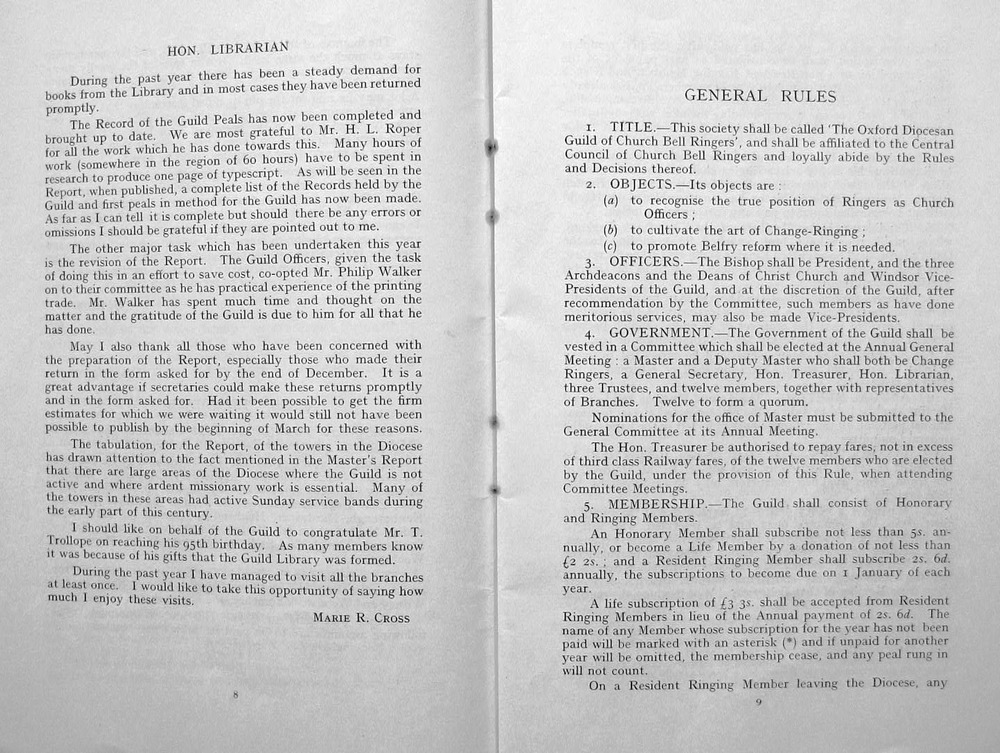 HON. LIBRARIAN
During the past year there has been a steady demand for
books from the Library and in most cases they have been returned
promptly.
The Record of the Guild Peals has now been completed and
brought up to date. We are most grateful to Mr. H. L. Roper
for all the work which he has done towards this. Many hours of
work (somewhere in the region of 60 hours) have to be spent in
research to produce one page of typescript. As will be seen in the
Report, when published, a complete list of the Records held by the
Guild and first peals in method for the Guild has now been made.
As far as I can tell it is complete but should there be any errors or
omissions I should be grateful if they are pointed out to me.
The other major task which has been undertaken this year
is the revision of the Report. The Guild Officers, given the task
of doing this in an effort to save cost, co-opted Mr. Philip Walker
on to their committee as he has practical experience of the printing
trade. Mr. Walker has spent much time and thought on the
matter and the gratitude of the Guild is due to him for all that he
has done.
May I also thank all those who have been concerned with
the preparation of the Report, especially those who made their
return in the form asked for by the end of December. It is a
great advantage if secretaries could make these returns promptly
and in the form asked for. Had it been possible to get the firm
estimates for which we were waiting it would still not have been
possible to publish by the beginning of March for these reasons.
The tabulation, for the Report, of the towers in the Diocese
has drawn attention to the fact mentioned in the Master's Report
that there are large areas of the Diocese where the Guild is not
active and where ardent missionary work is essential. Many of
the towers in these areas had active Sunday service bands during
the early part of this century.
I should like on behalf of the Guild to congratulate Mr. T.
Trollope on reaching his 95th birthday. As many members know
it was because of his gifts that the Guild Library was formed.
During the past year I have managed to visit all the branches
at least once. I would like to take this opportunity of saying how
much I enjoy these visits.
MARIE R. CROSS
8
GENERAL RULES
1. TITLE.—This society shall be called 'The Oxford Diocesan
Guild of Church Bell Ringers', and shall be affiliated to the Central
Council of Church Bell Ringers and loyally abide by the Rules
and Decisions thereof.
2. OBJECTS.—Its objects are :
(a) to recognise the true position of Ringers as Church
Officers ;
(b) to cultivate the art of Change-Ringing ;
(c) to promote Belfry reform where it is needed.
3. OFFICERS.—The Bishop shall be President, and the three
Archdeacons and the Deans of Christ Church and Windsor Vice-
Presidents of the Guild, and at the discretion of the Guild, after
recommendation by the Committee, such members as have done
meritorious services, may also be made Vice-Presidents.
4. GOVERNMENT.—The Government of the Guild shall be
vested in a Committee which shall be elected at the Annual General
Meeting : a Master and a Deputy Master who shall both be Change
Ringers, a General Secretary, Hon. Treasurer, Hon. Librarian,
three Trustees, and twelve members, together with representatives
of Branches. Twelve to form a quorum.
Nominations for the office of Master must be submitted to the
General Committee at its Annual Meeting.
The Hon. Treasurer be authorised to repay fares, not in excess
of third class Railway fares, of the twelve members who are elected
by the Guild, under the provision of this Rule, when attending
Committee Meetings.
5. MEMBERSHIP.—The Guild shall consist of Honorary
and Ringing Members.
An Honorary Member shall subscribe not less than 5s. an-
nually, or become a Life Member by a donation of not less than
£2 2s. ; and a Resident Ringing Member shall subscribe 2s. 6d.
annually, the subscriptions to become due on 1 January of each
year.
A life subscription of £3 3s. shall be accepted from Resident
Ringing Members in lieu of the Annual payment of 2s. 6d. The
name of any Member whose subscription for the year has not been
paid will be marked with an asterisk (*) and if unpaid for another
year will be omitted, the membership cease, and any peal rung in
will not count.
On a Resident Ringing Member leaving the Diocese, any
9